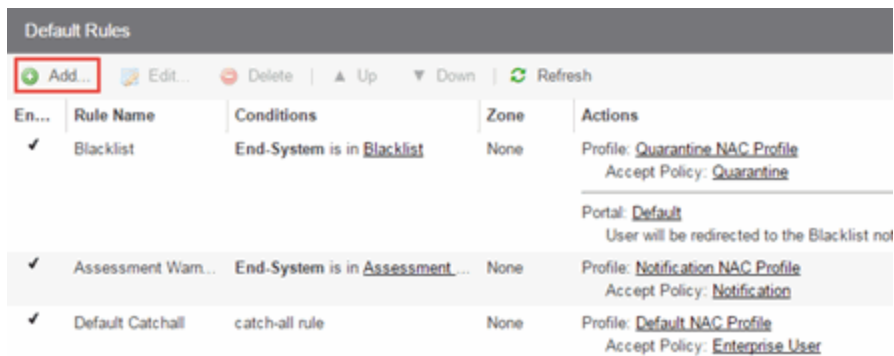 Default Rules
Add... Edit... Delete | Up Down | Refresh
En... Rule Name Conditions Zone Actions
Blacklist End-System is in Blacklist None Profile: Quarantine NAC Profile
Accept Policy: Quarantine
Portal: Default
User will be redirected to the Blacklist not
Assessment Warn... End-System is in Assessment ... None Profile: Notification NAC Profile
Accept Policy: Notification
Default Catchall catch-all rule None Profile: Default NAC Profile
Accept Policy: Enterprise User